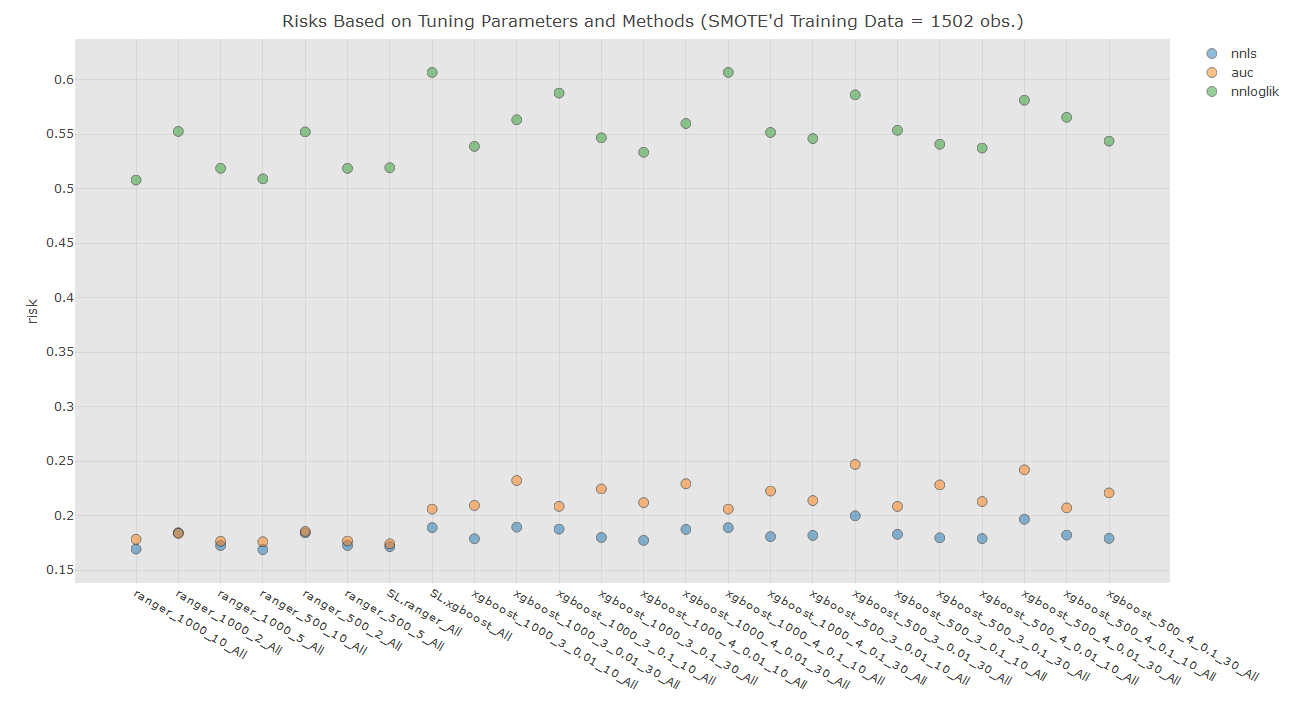 Risks Based on Tuning Parameters and Methods (SMOTE'd Training Data = 1502 obs.)
nnls
auc
nnloglik
risk
0.6
0.55
0.5
0.45
0.4
0.35
0.3
0.25
0.2
0.15
ranger_1000_10_All
ranger_1000_2_All
ranger_1000_5_All
ranger_500_10_All
ranger_500_2_All
ranger_500_5_All
SL.ranger_All
SL.xgboost_All
xgboost_1000_3_0.01_10_All
xgboost_1000_3_0.01_30_All
xgboost_1000_3_0.1_10_All
xgboost_1000_3_0.1_30_All
xgboost_1000_4_0.01_10_All
xgboost_1000_4_0.01_30_All
xgboost_1000_4_0.1_10_All
xgboost_1000_4_0.1_30_All
xgboost_500_3_0.01_10_All
xgboost_500_3_0.01_30_All
xgboost_500_3_0.1_10_All
xgboost_500_3_0.1_30_All
xgboost_500_4_0.01_10_All
xgboost_500_4_0.01_30_All
xgboost_500_4_0.1_10_All
xgboost_500_4_0.1_30_All